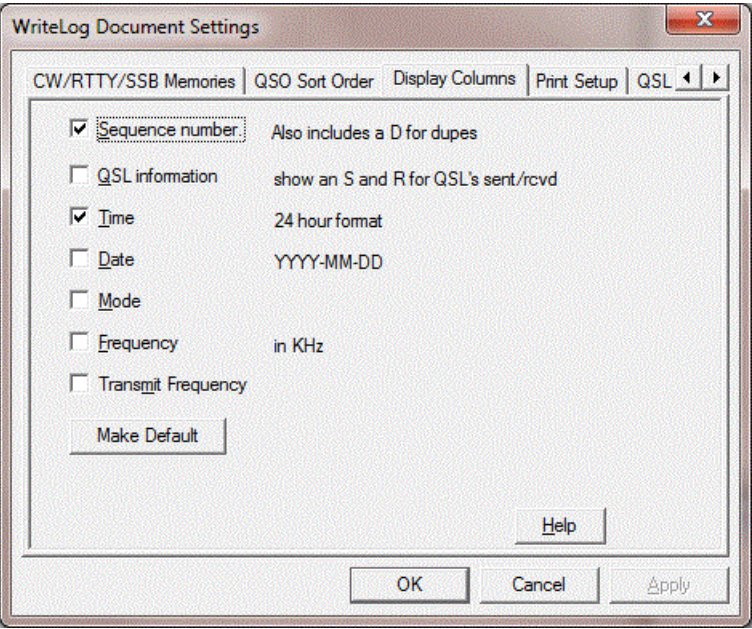 WriteLog Document Settings
CW/RTTY/SSB Memories QSO Sort Order Display Columns Print Setup QSL
Sequence number. Also includes a D for dupes
QSL information show an S and R for QSL's sent/rcvd
Time 24 hour format
Date YYYY-MM-DD
Mode
Frequency in KHz
Transmit Frequency
Make Default
Help
OK Cancel Apply